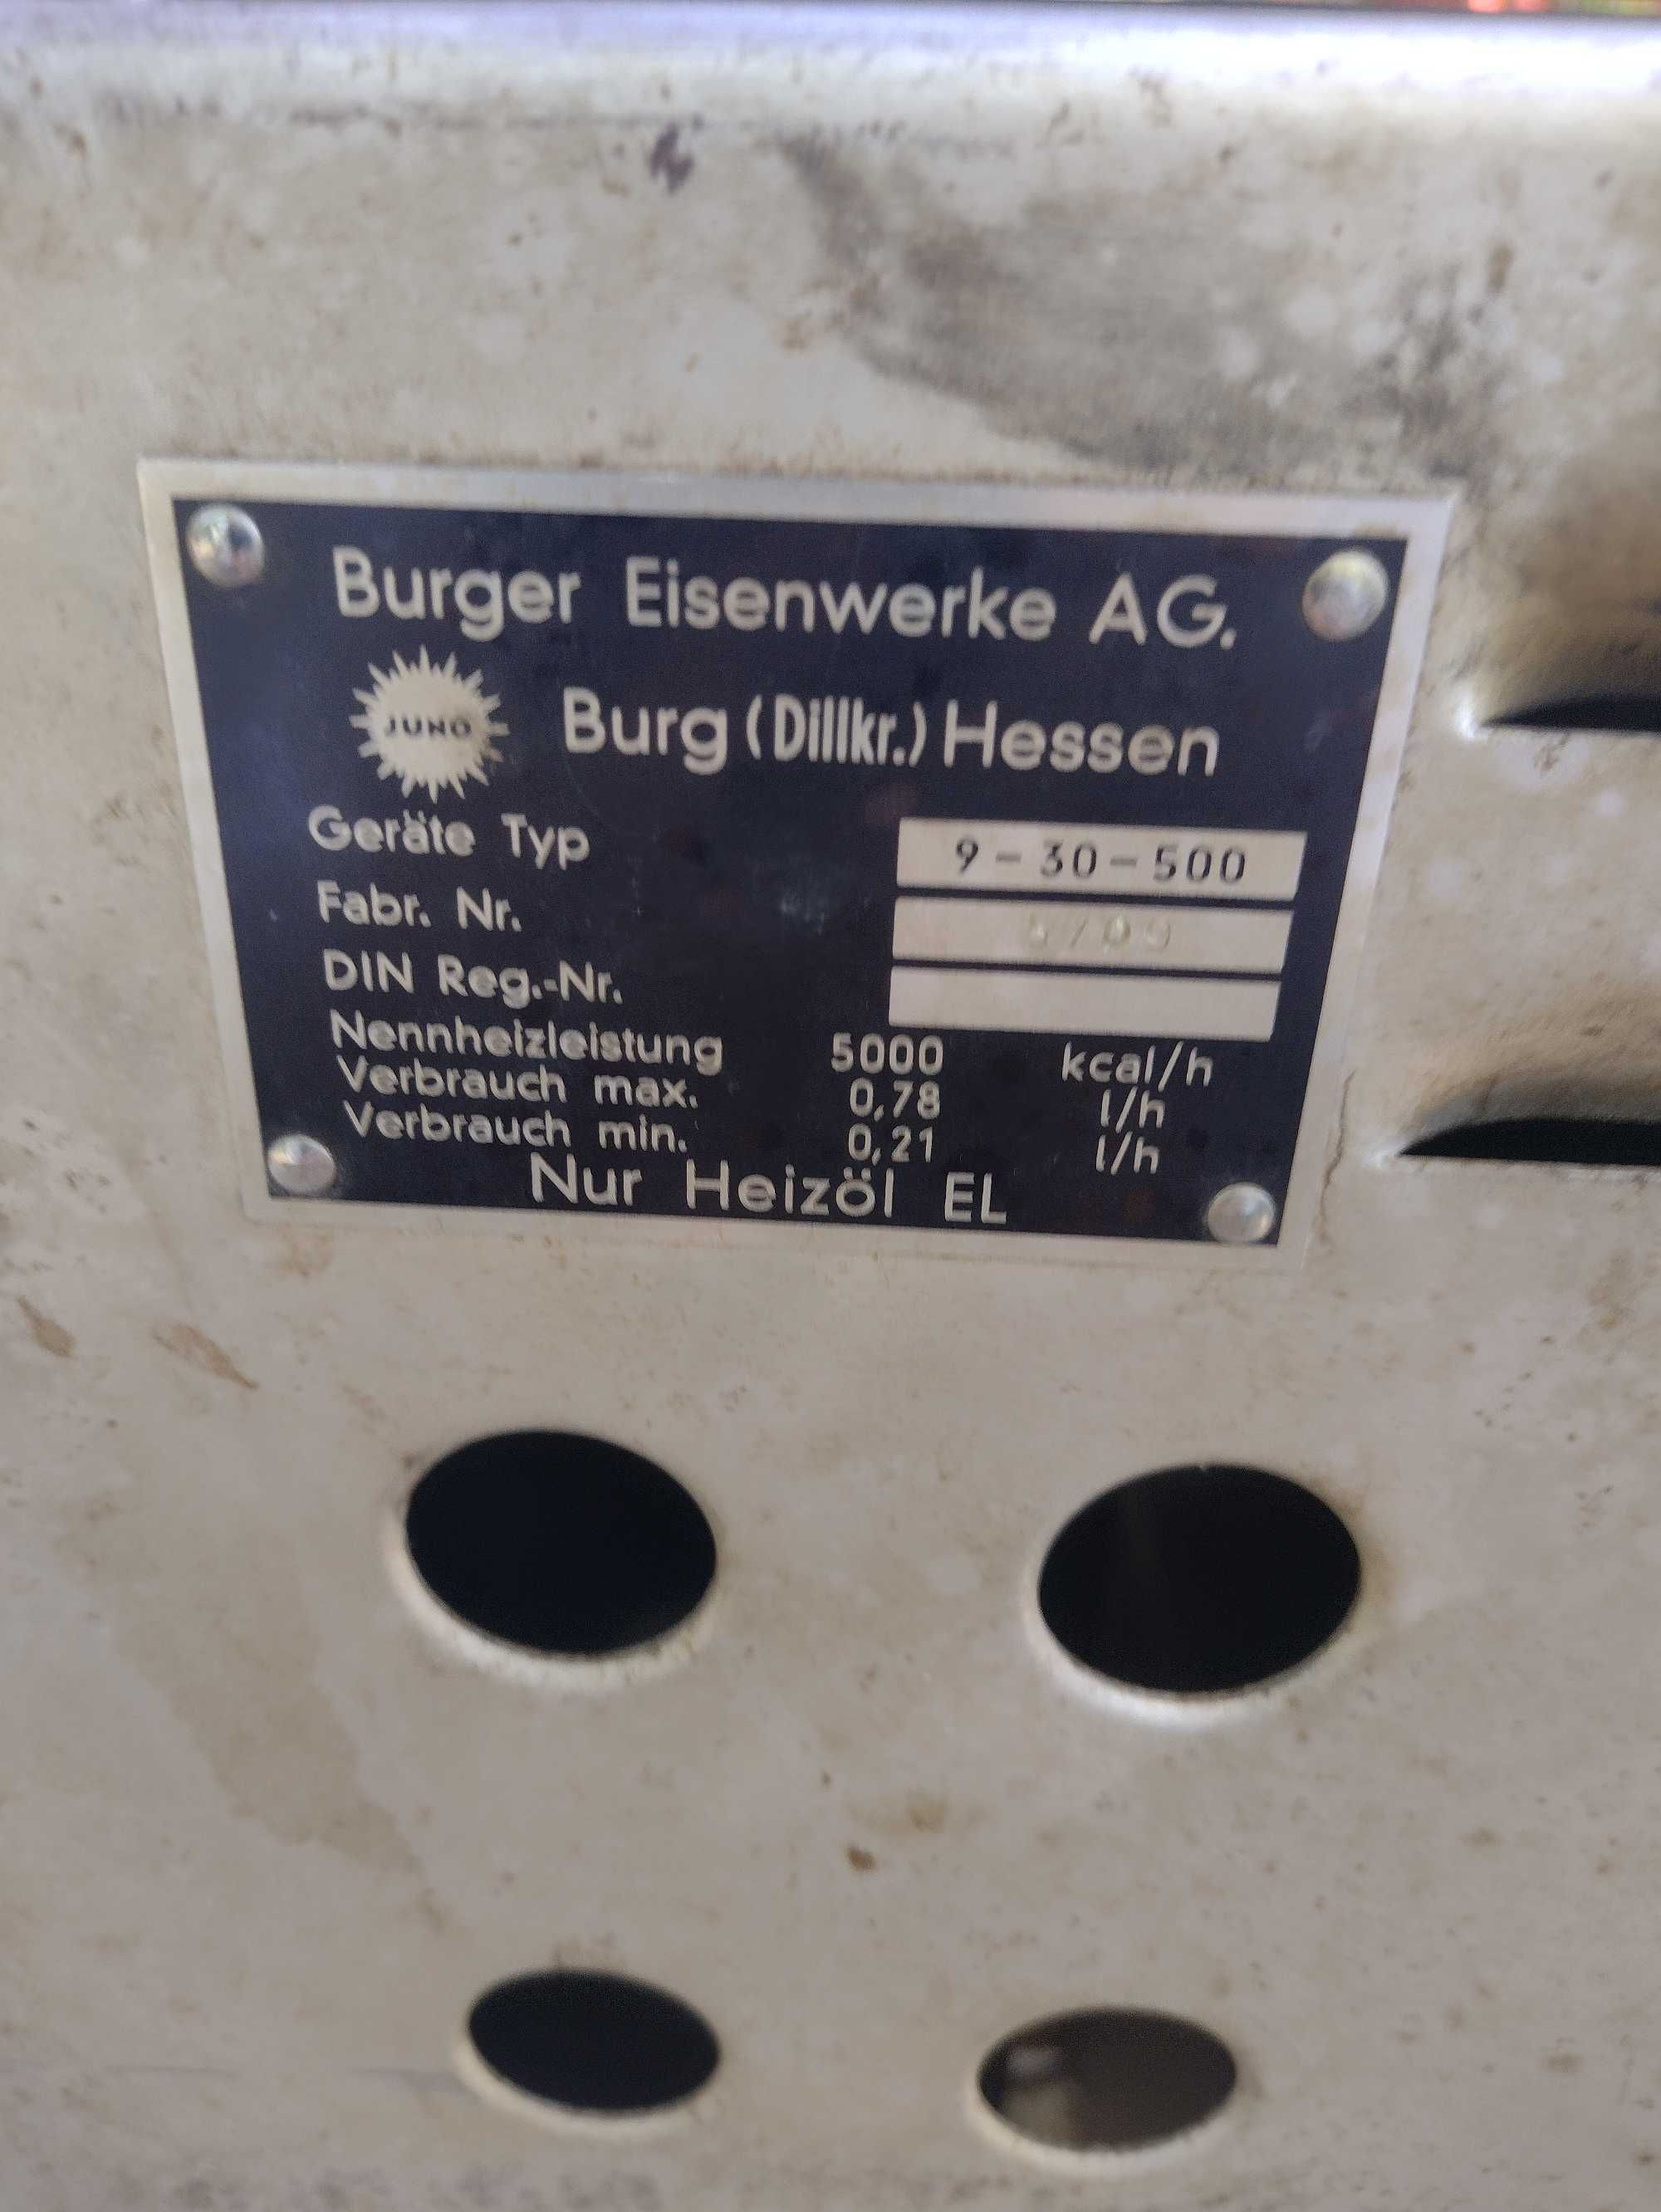 Burger Eisenwerke AG.
JUNO Burg (Dillkr.) Hessen
Geräte Typ 9-30-500
Fabr. Nr.
DIN Reg.-Nr.
Nennheizleistung 5000 kcal/h
Verbrauch max. 0,78 l/h
Verbrauch min. 0,21 l/h
Nur Heizöl EL